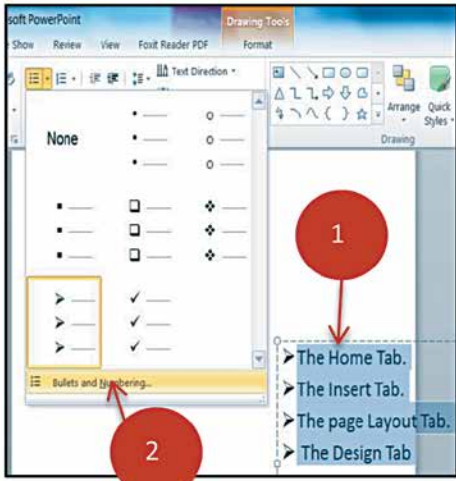 soft PowerPoint
Drawing Tools
Show Review View Foxit Reader PDF Format
Text Direction
Arrange Quick
Styles
Drawing
None
Bullets and Numbering...
1
2
The Home Tab.
The Insert Tab.
The page Layout Tab.
The Design Tab